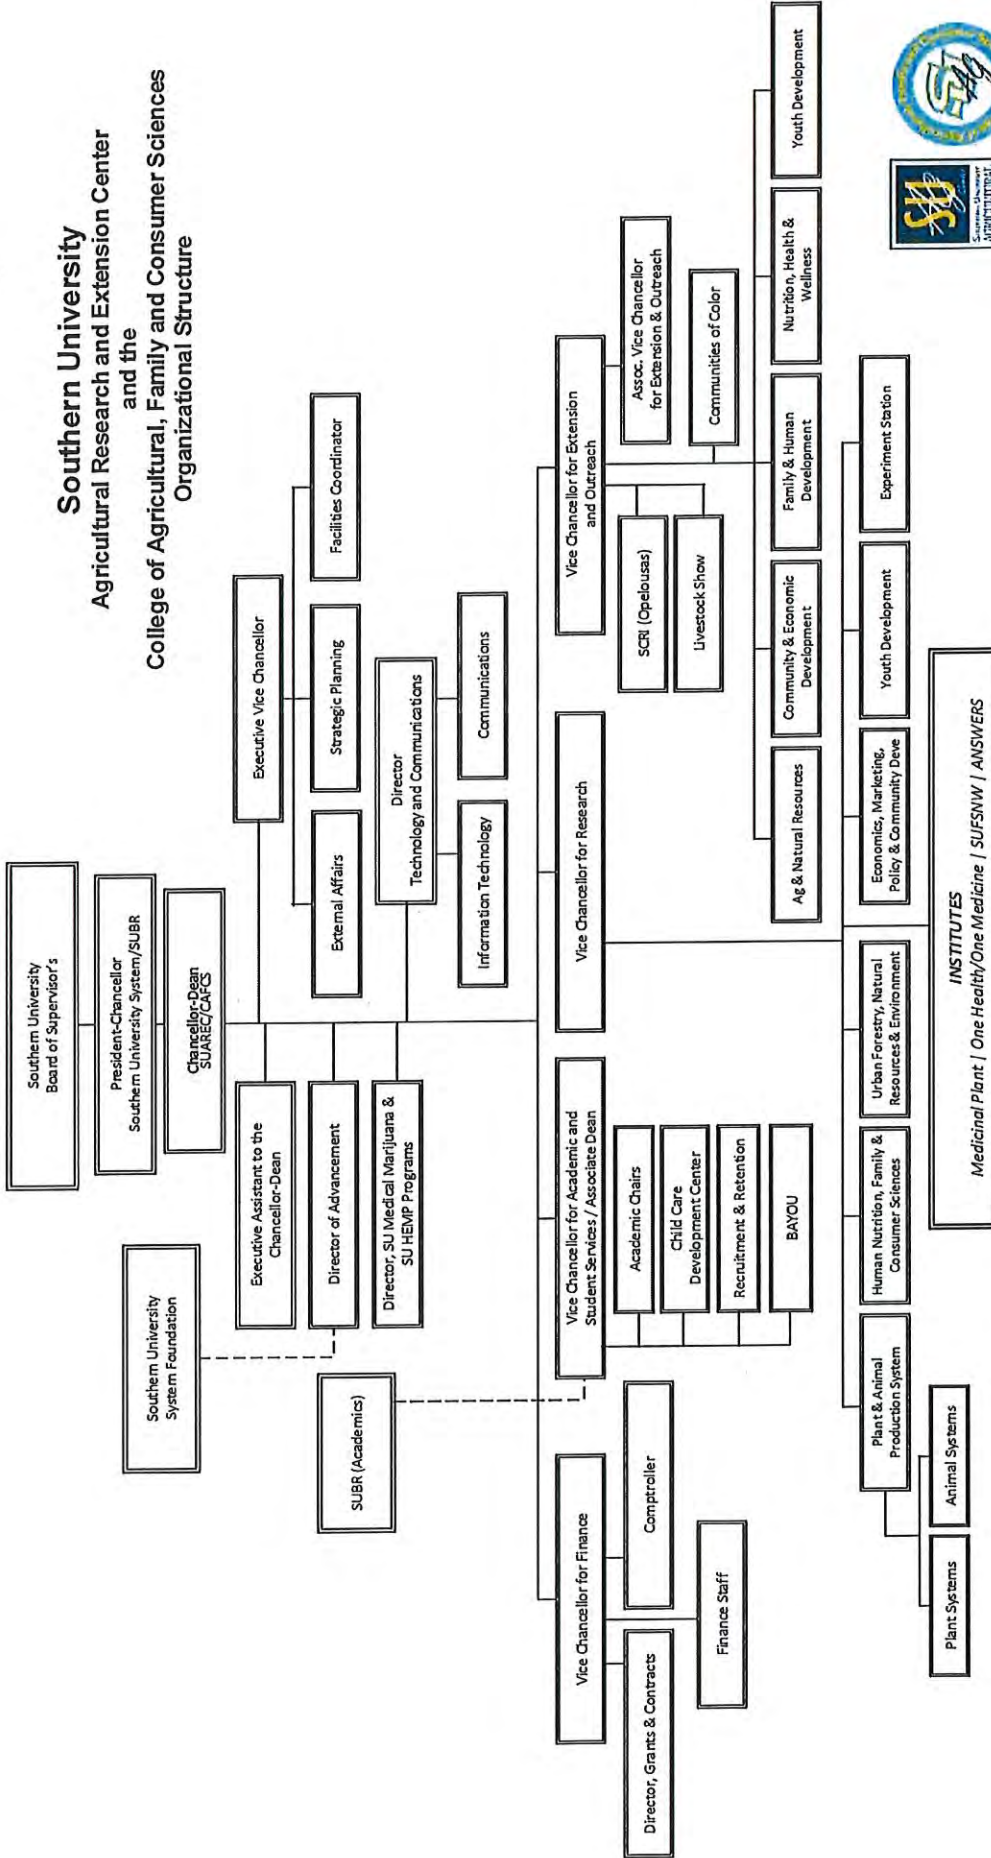 Southern University
Agricultural Research and Extension Center
and the
College of Agricultural, Family and Consumer Sciences
Organizational Structure
Southern University
Board of Supervisor's
President-Chancellor
Southern University System/SUBR
Chancellor-Dean
SUAREC/CAFCS
Southern University
System Foundation
Executive Assistant to the
Chancellor-Dean
Director of Advancement
Director, SU Medical Marijuana &
SU HEMP Programs
Executive Vice Chancellor
External Affairs
Strategic Planning
Facilities Coordinator
Director
Technology and Communications
Information Technology
Communications
SUBR (Academics)
Vice Chancellor for Finance
Director, Grants & Contracts
Comptroller
Finance Staff
Vice Chancellor for Academic and
Student Services / Associate Dean
Academic Chairs
Child Care
Development Center
Recruitment & Retention
BAYOU
Vice Chancellor for Research
Vice Chancellor for Extension
and Outreach
Assoc. Vice Chancellor
for Extension & Outreach
SCRI (Opelousas)
Livestock Show
Communities of Color
Ag & Natural Resources
Community & Economic
Development
Family & Human
Development
Nutrition, Health &
Wellness
Youth Development
Plant & Animal
Production System
Human Nutrition, Family &
Consumer Sciences
Urban Forestry, Natural
Resources & Environment
Economics, Marketing,
Policy & Community Deve
Youth Development
Experiment Station
Plant Systems
Animal Systems
INSTITUTES
Medicinal Plant | One Health/One Medicine | SUFSNW | ANSWERS
SU
Southern University
AGRICULTURAL